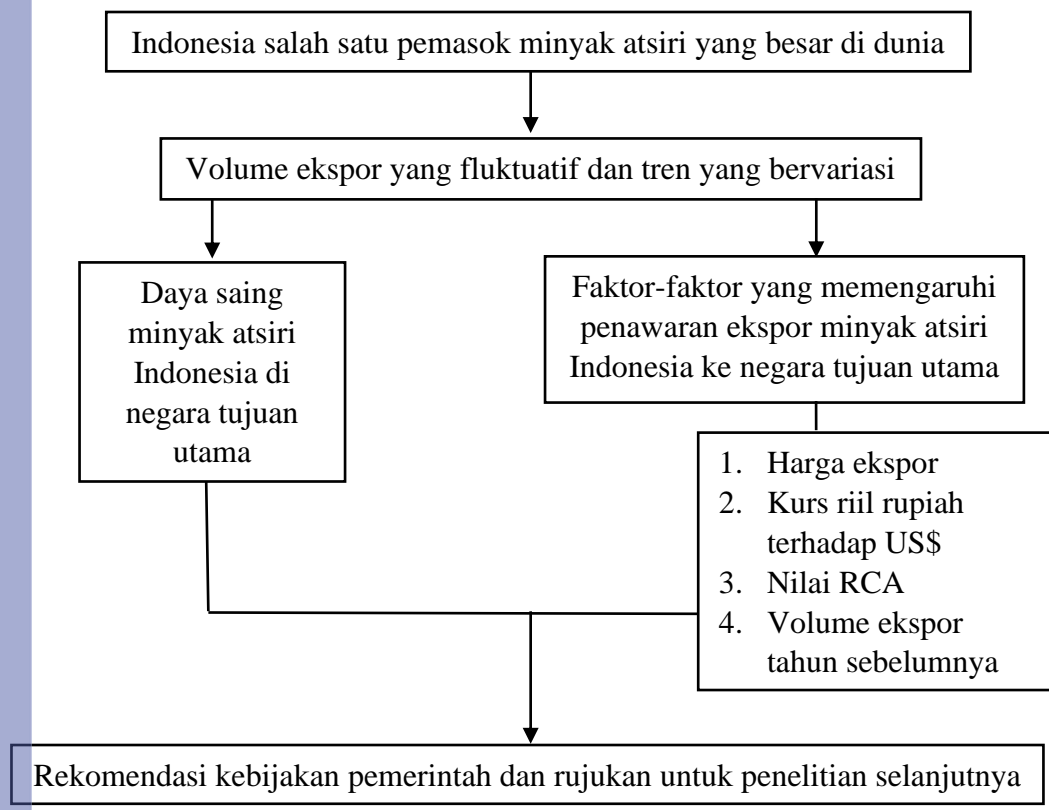 Indonesia salah satu pemasok minyak atsiri yang besar di dunia
Volume ekspor yang fluktuatif dan tren yang bervariasi
Daya saing
minyak atsiri
Indonesia di
negara tujuan
utama
Faktor-faktor yang memengaruhi
penawaran ekspor minyak atsiri
Indonesia ke negara tujuan utama
1. Harga ekspor
2. Kurs riil rupiah
terhadap US$
3. Nilai RCA
4. Volume ekspor
tahun sebelumnya
Rekomendasi kebijakan pemerintah dan rujukan untuk penelitian selanjutnya